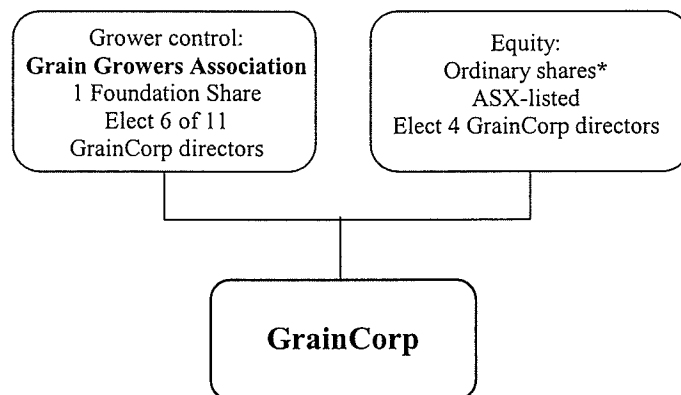 Grower control:
Grain Growers Association
1 Foundation Share
Elect 6 of 11
GrainCorp directors
Equity:
Ordinary shares*
ASX-listed
Elect 4 GrainCorp directors
GrainCorp